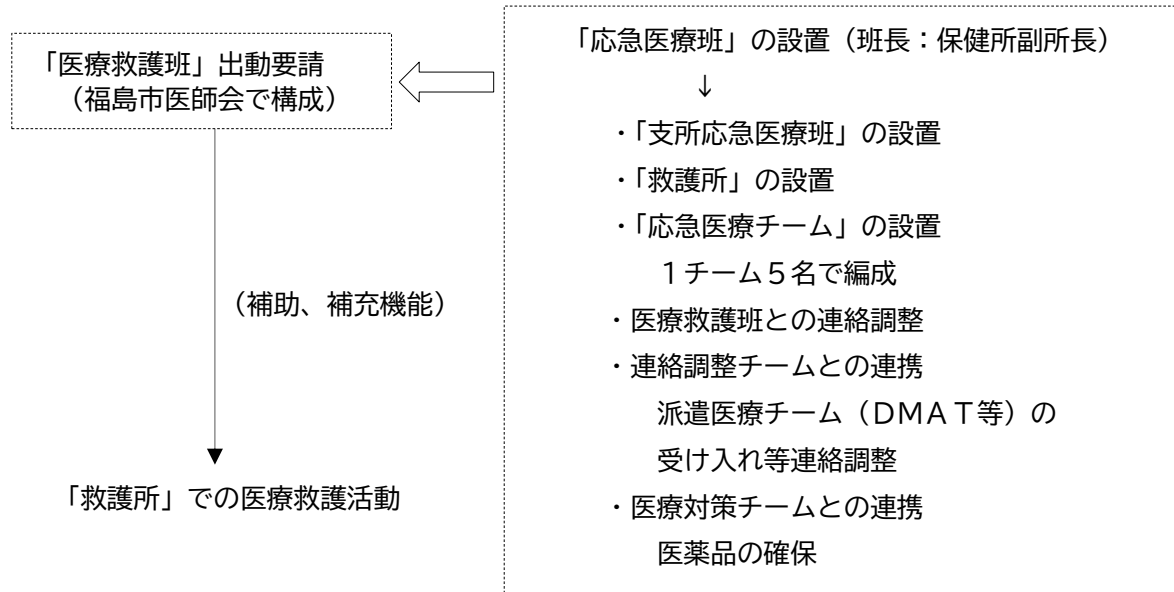 「医療救護班」出動要請
（福島市医師会で構成）
（補助、補充機能）
「救護所」での医療救護活動
「応急医療班」の設置（班長：保健所副所長）
↓
・「支所応急医療班」の設置
・「救護所」の設置
・「応急医療チーム」の設置
１チーム５名で編成
・医療救護班との連絡調整
・連絡調整チームとの連携
派遣医療チーム（ＤＭＡＴ等）の
受け入れ等連絡調整
・医療対策チームとの連携
医薬品の確保